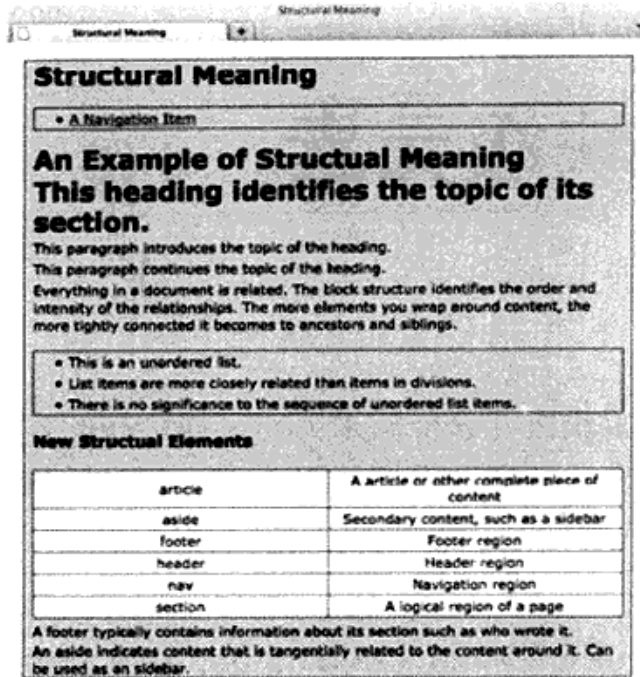 Structural Meaning
Structural Meaning
+
Structural Meaning
• A Navigation Item
An Example of Structual Meaning
This heading identifies the topic of its
section.
This paragraph introduces the topic of the heading.
This paragraph continues the topic of the heading.
Everything in a document is related. The block structure identifies the order and
intensity of the relationships. The more elements you wrap around content, the
more tightly connected it becomes to ancestors and siblings.
• This is an unordered list.
• List items are more closely related than items in divisions.
• There is no significance to the sequence of unordered list items.
New Structual Elements
article A article or other complete piece of
content
aside Secondary content, such as a sidebar
footer Footer region
header Header region
nav Navigation region
section A logical region of a page
A footer typically contains information about its section such as who wrote it.
An aside indicates content that is tangentially related to the content around it. Can
be used as an sidebar.